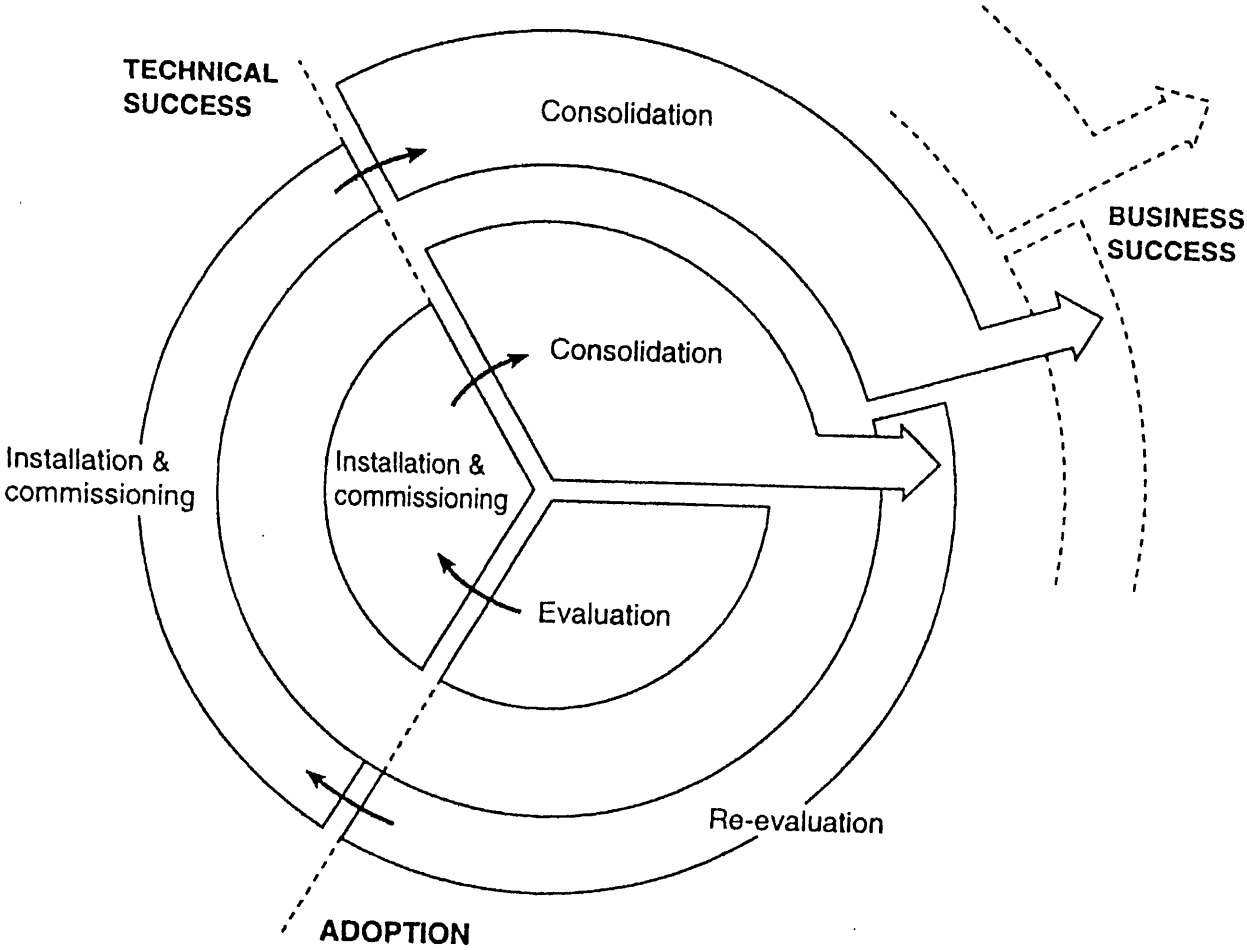 TECHNICAL
SUCCESS
Consolidation
BUSINESS
SUCCESS
Consolidation
Installation &
commissioning
Installation &
commissioning
Evaluation
Re-evaluation
ADOPTION